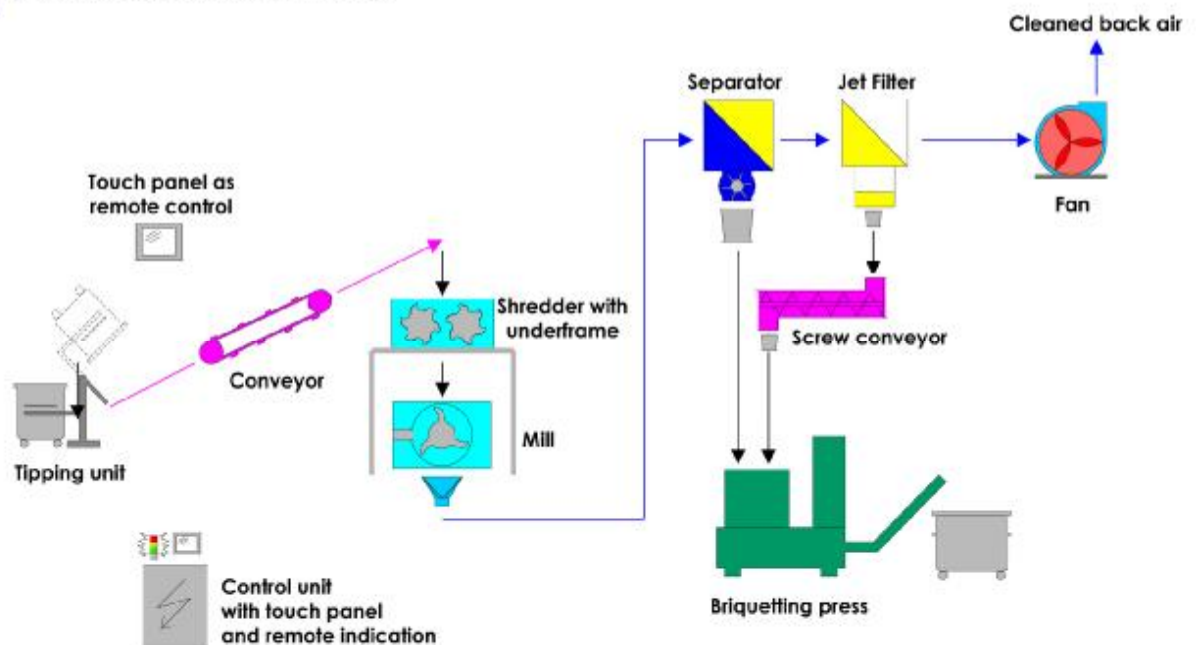 Cleaned back air
Separator
Jet Filter
Fan
Touch panel as
remote control
Shredder with
underframe
Conveyor
Screw conveyor
Mill
Tipping unit
Briquetting press
Control unit
with touch panel
and remote indication